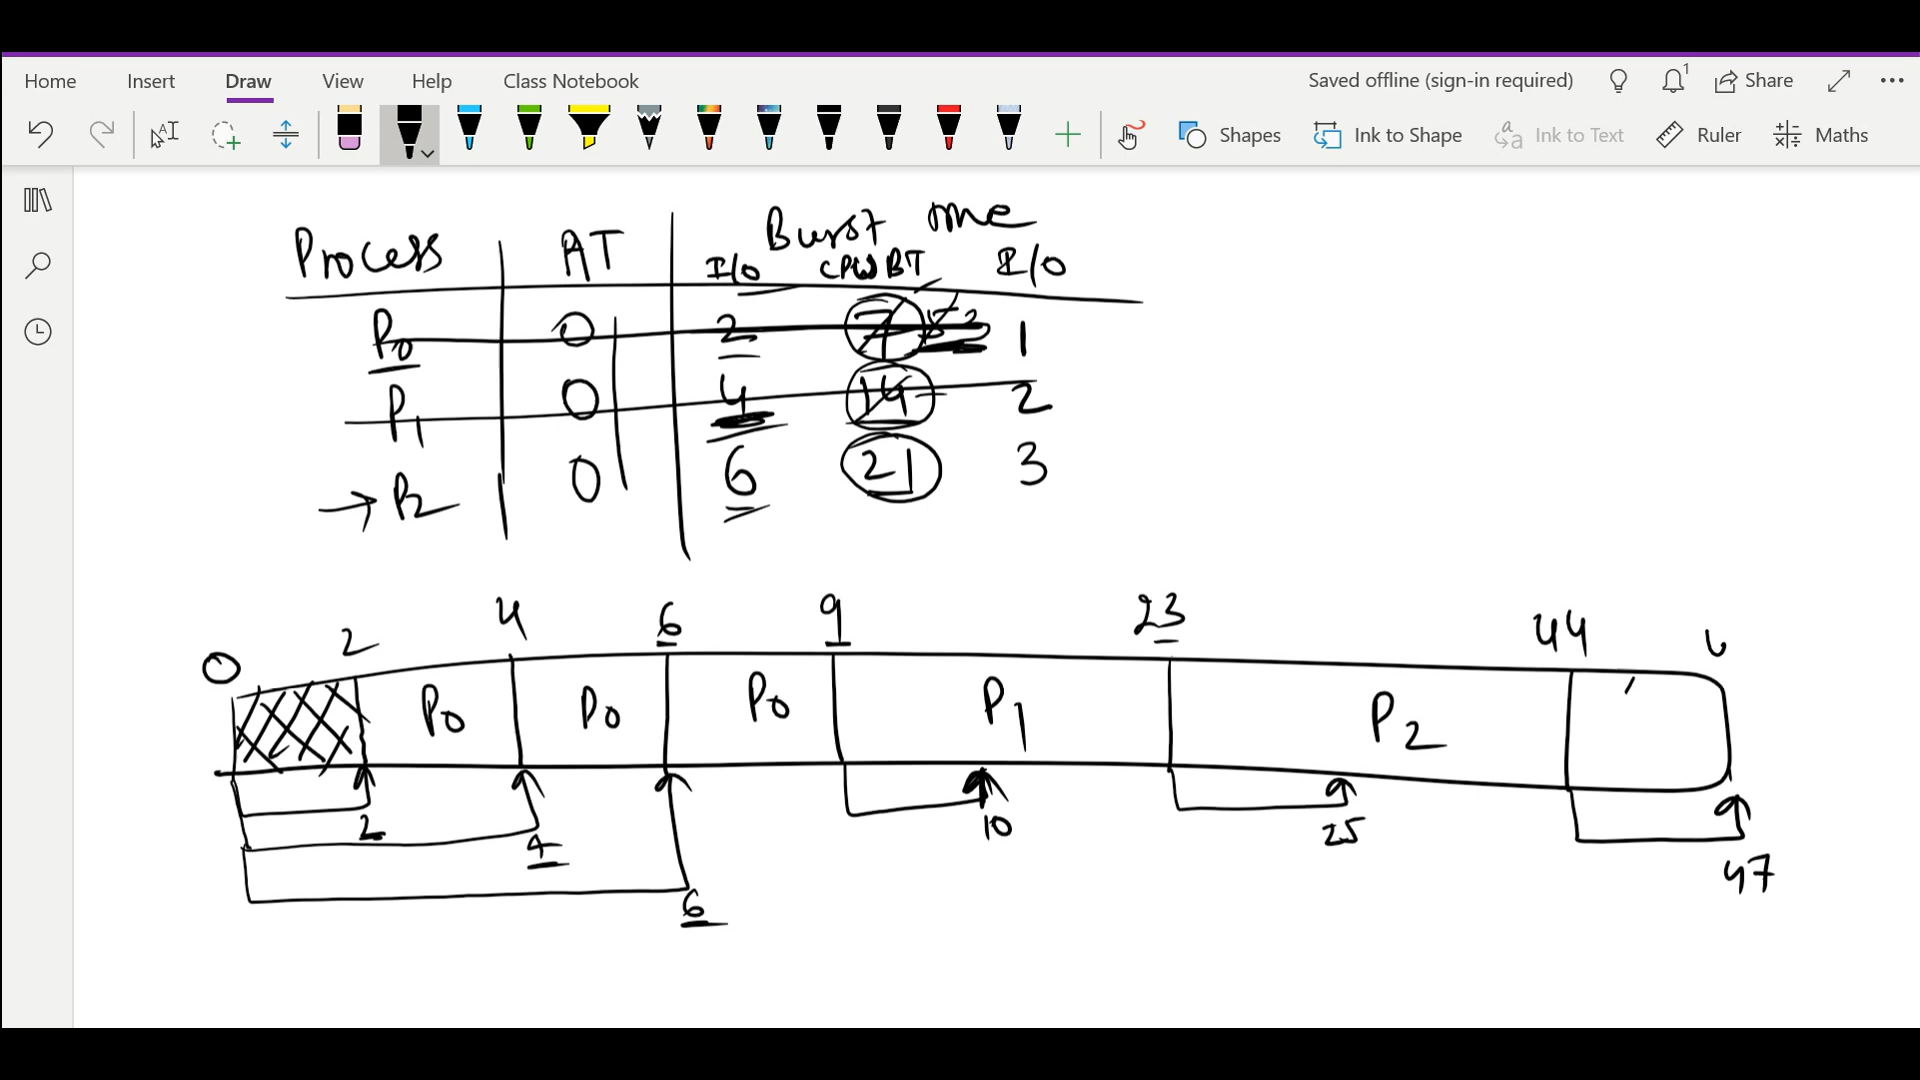 Home Insert Draw View Help Class Notebook Saved offline (sign-in required) 1 Share
Shapes Ink to Shape Ink to Text Ruler Maths
Process AT Burst time
I/O CPU BT I/O
P0 0 2 7 1
P1 0 4 14 2
→ P2 0 6 21 3
0 2 4 6 9 23 44
P0 P0 P0 P1 P2
2 4 6 10 25 47